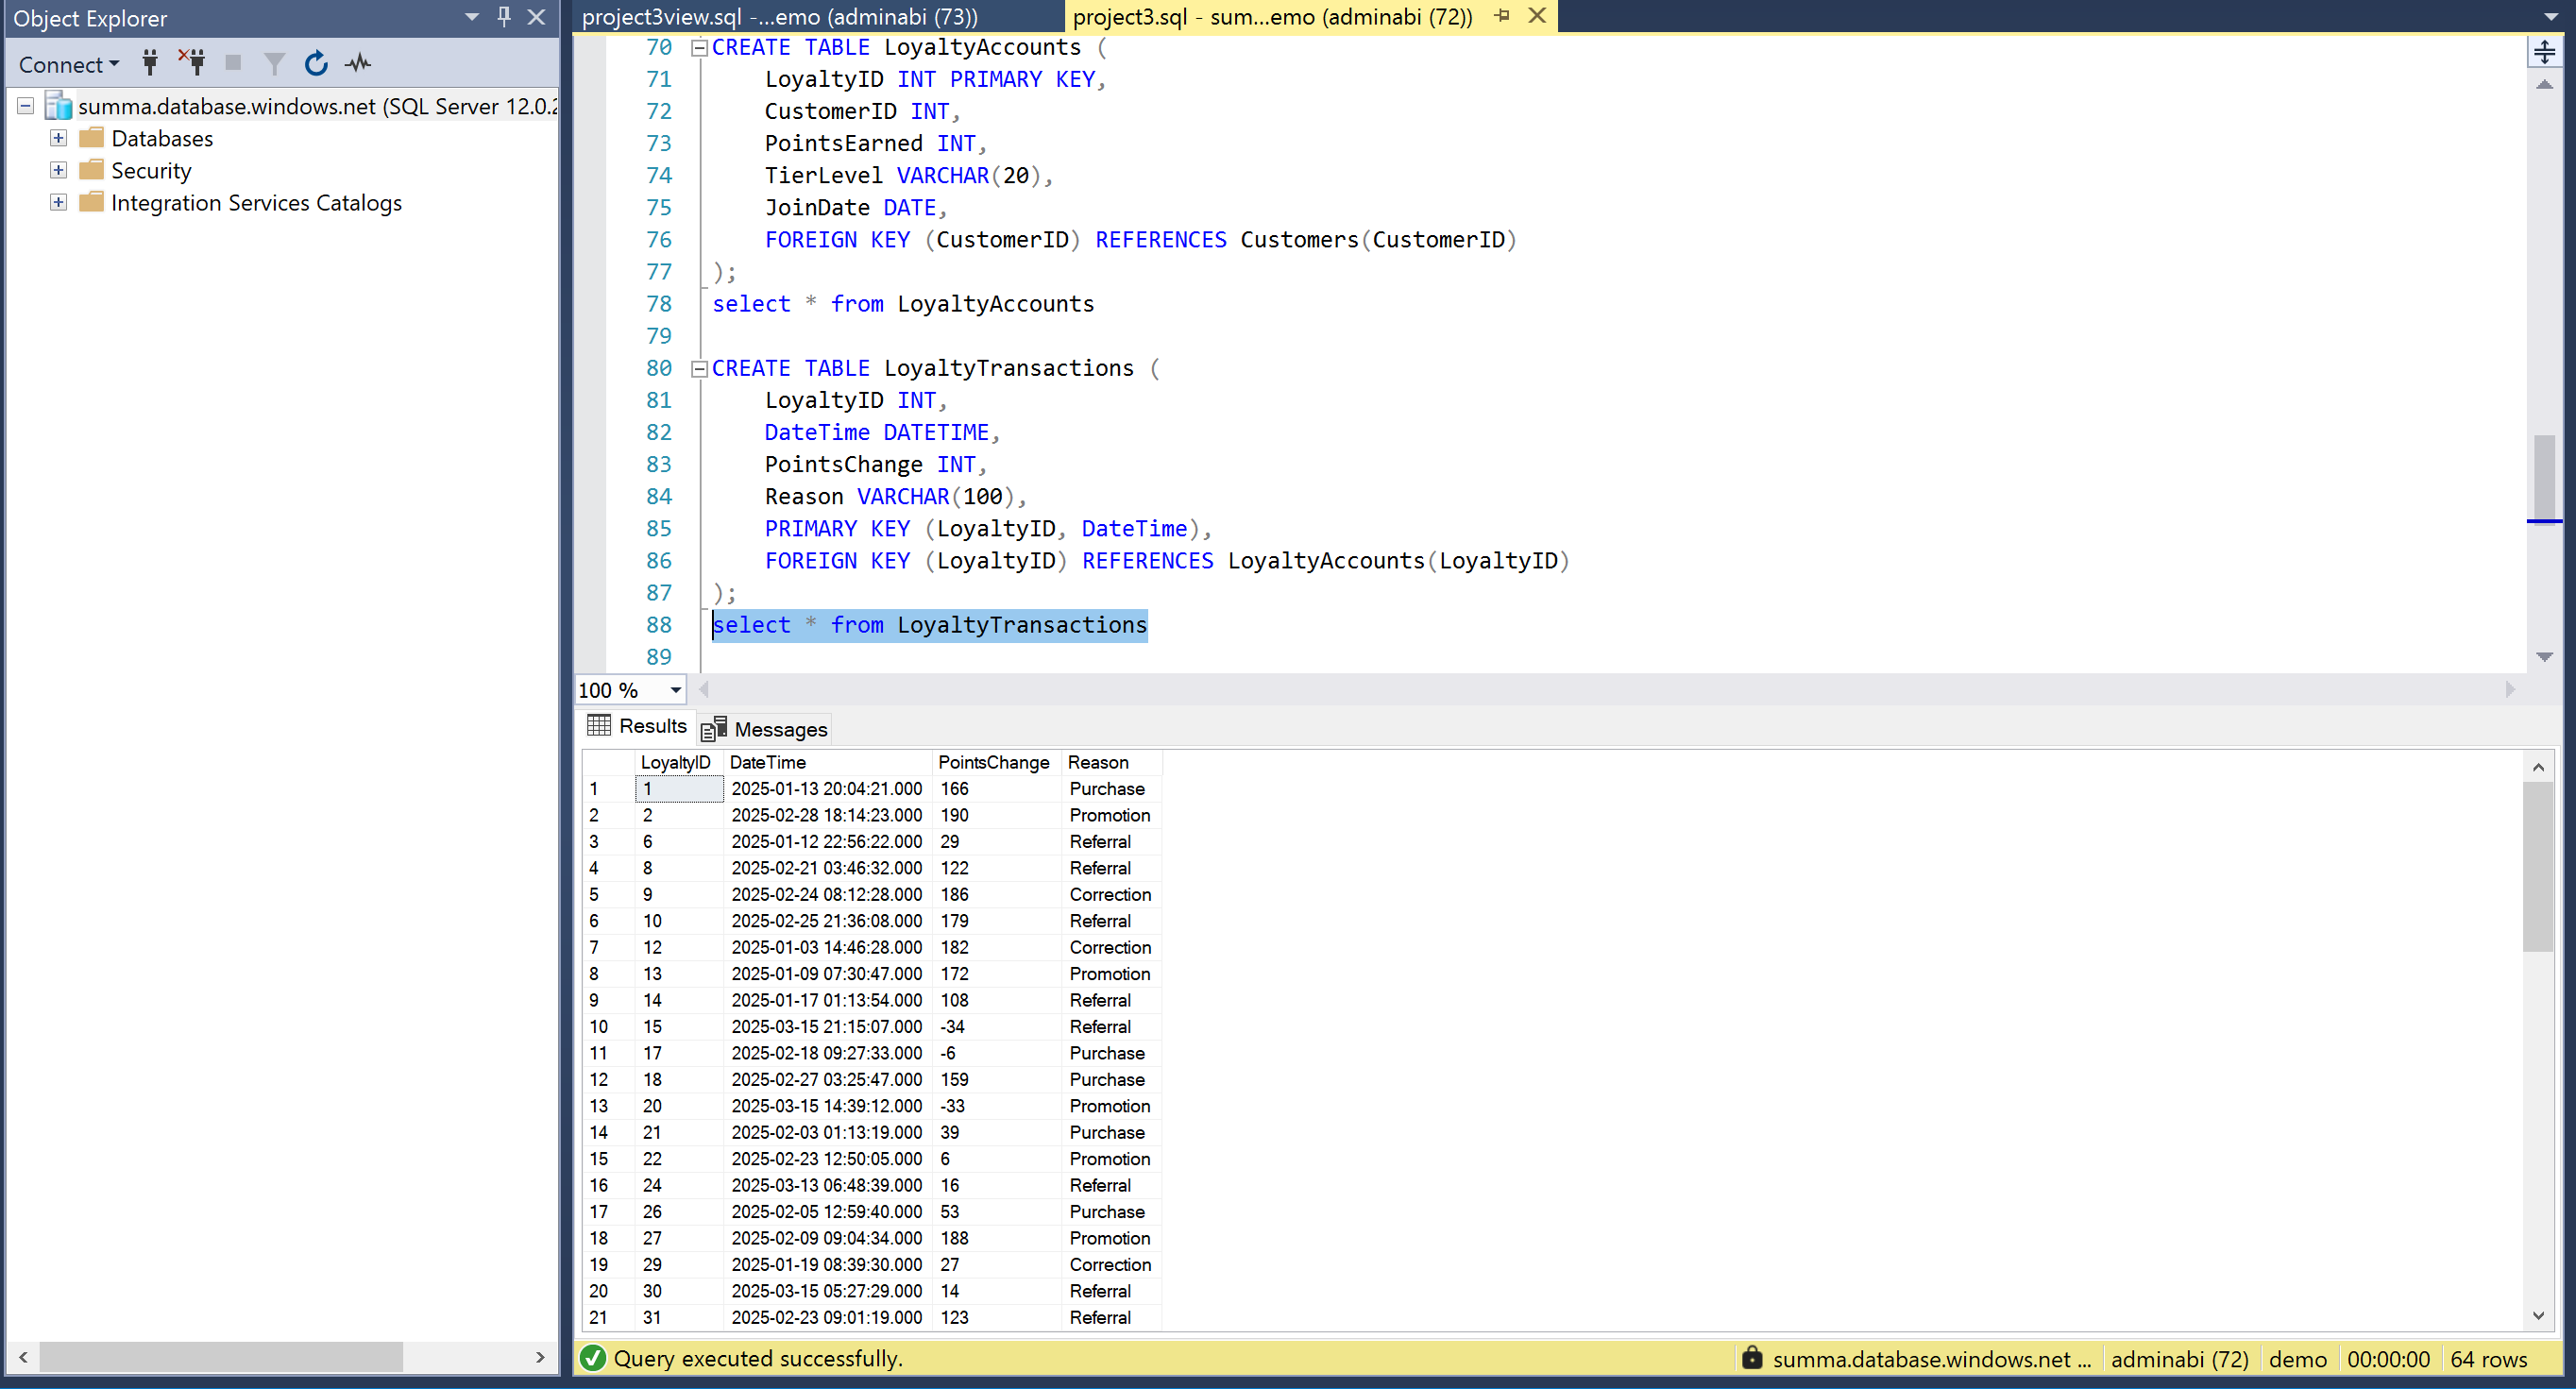 Object Explorer
Connect
summa.database.windows.net (SQL Server 12.0.2
Databases
Security
Integration Services Catalogs
project3view.sql -...emo (adminabi (73))
project3.sql - sum...emo (adminabi (72))
70 CREATE TABLE LoyaltyAccounts (
71 LoyaltyID INT PRIMARY KEY,
72 CustomerID INT,
73 PointsEarned INT,
74 TierLevel VARCHAR(20),
75 JoinDate DATE,
76 FOREIGN KEY (CustomerID) REFERENCES Customers(CustomerID)
77 );
78 select * from LoyaltyAccounts
79
80 CREATE TABLE LoyaltyTransactions (
81 LoyaltyID INT,
82 DateTime DATETIME,
83 PointsChange INT,
84 Reason VARCHAR(100),
85 PRIMARY KEY (LoyaltyID, DateTime),
86 FOREIGN KEY (LoyaltyID) REFERENCES LoyaltyAccounts(LoyaltyID)
87 );
88 select * from LoyaltyTransactions
89
100 %
Results Messages
LoyaltyID DateTime PointsChange Reason
1 1 2025-01-13 20:04:21.000 166 Purchase
2 2 2025-02-28 18:14:23.000 190 Promotion
3 6 2025-01-12 22:56:22.000 29 Referral
4 8 2025-02-21 03:46:32.000 122 Referral
5 9 2025-02-24 08:12:28.000 186 Correction
6 10 2025-02-25 21:36:08.000 179 Referral
7 12 2025-01-03 14:46:28.000 182 Correction
8 13 2025-01-09 07:30:47.000 172 Promotion
9 14 2025-01-17 01:13:54.000 108 Referral
10 15 2025-03-15 21:15:07.000 -34 Referral
11 17 2025-02-18 09:27:33.000 -6 Purchase
12 18 2025-02-27 03:25:47.000 159 Purchase
13 20 2025-03-15 14:39:12.000 -33 Promotion
14 21 2025-02-03 01:13:19.000 39 Purchase
15 22 2025-02-23 12:50:05.000 6 Promotion
16 24 2025-03-13 06:48:39.000 16 Referral
17 26 2025-02-05 12:59:40.000 53 Purchase
18 27 2025-02-09 09:04:34.000 188 Promotion
19 29 2025-01-19 08:39:30.000 27 Correction
20 30 2025-03-15 05:27:29.000 14 Referral
21 31 2025-02-23 09:01:19.000 123 Referral
Query executed successfully.
summa.database.windows.net ... adminabi (72) demo 00:00:00 64 rows